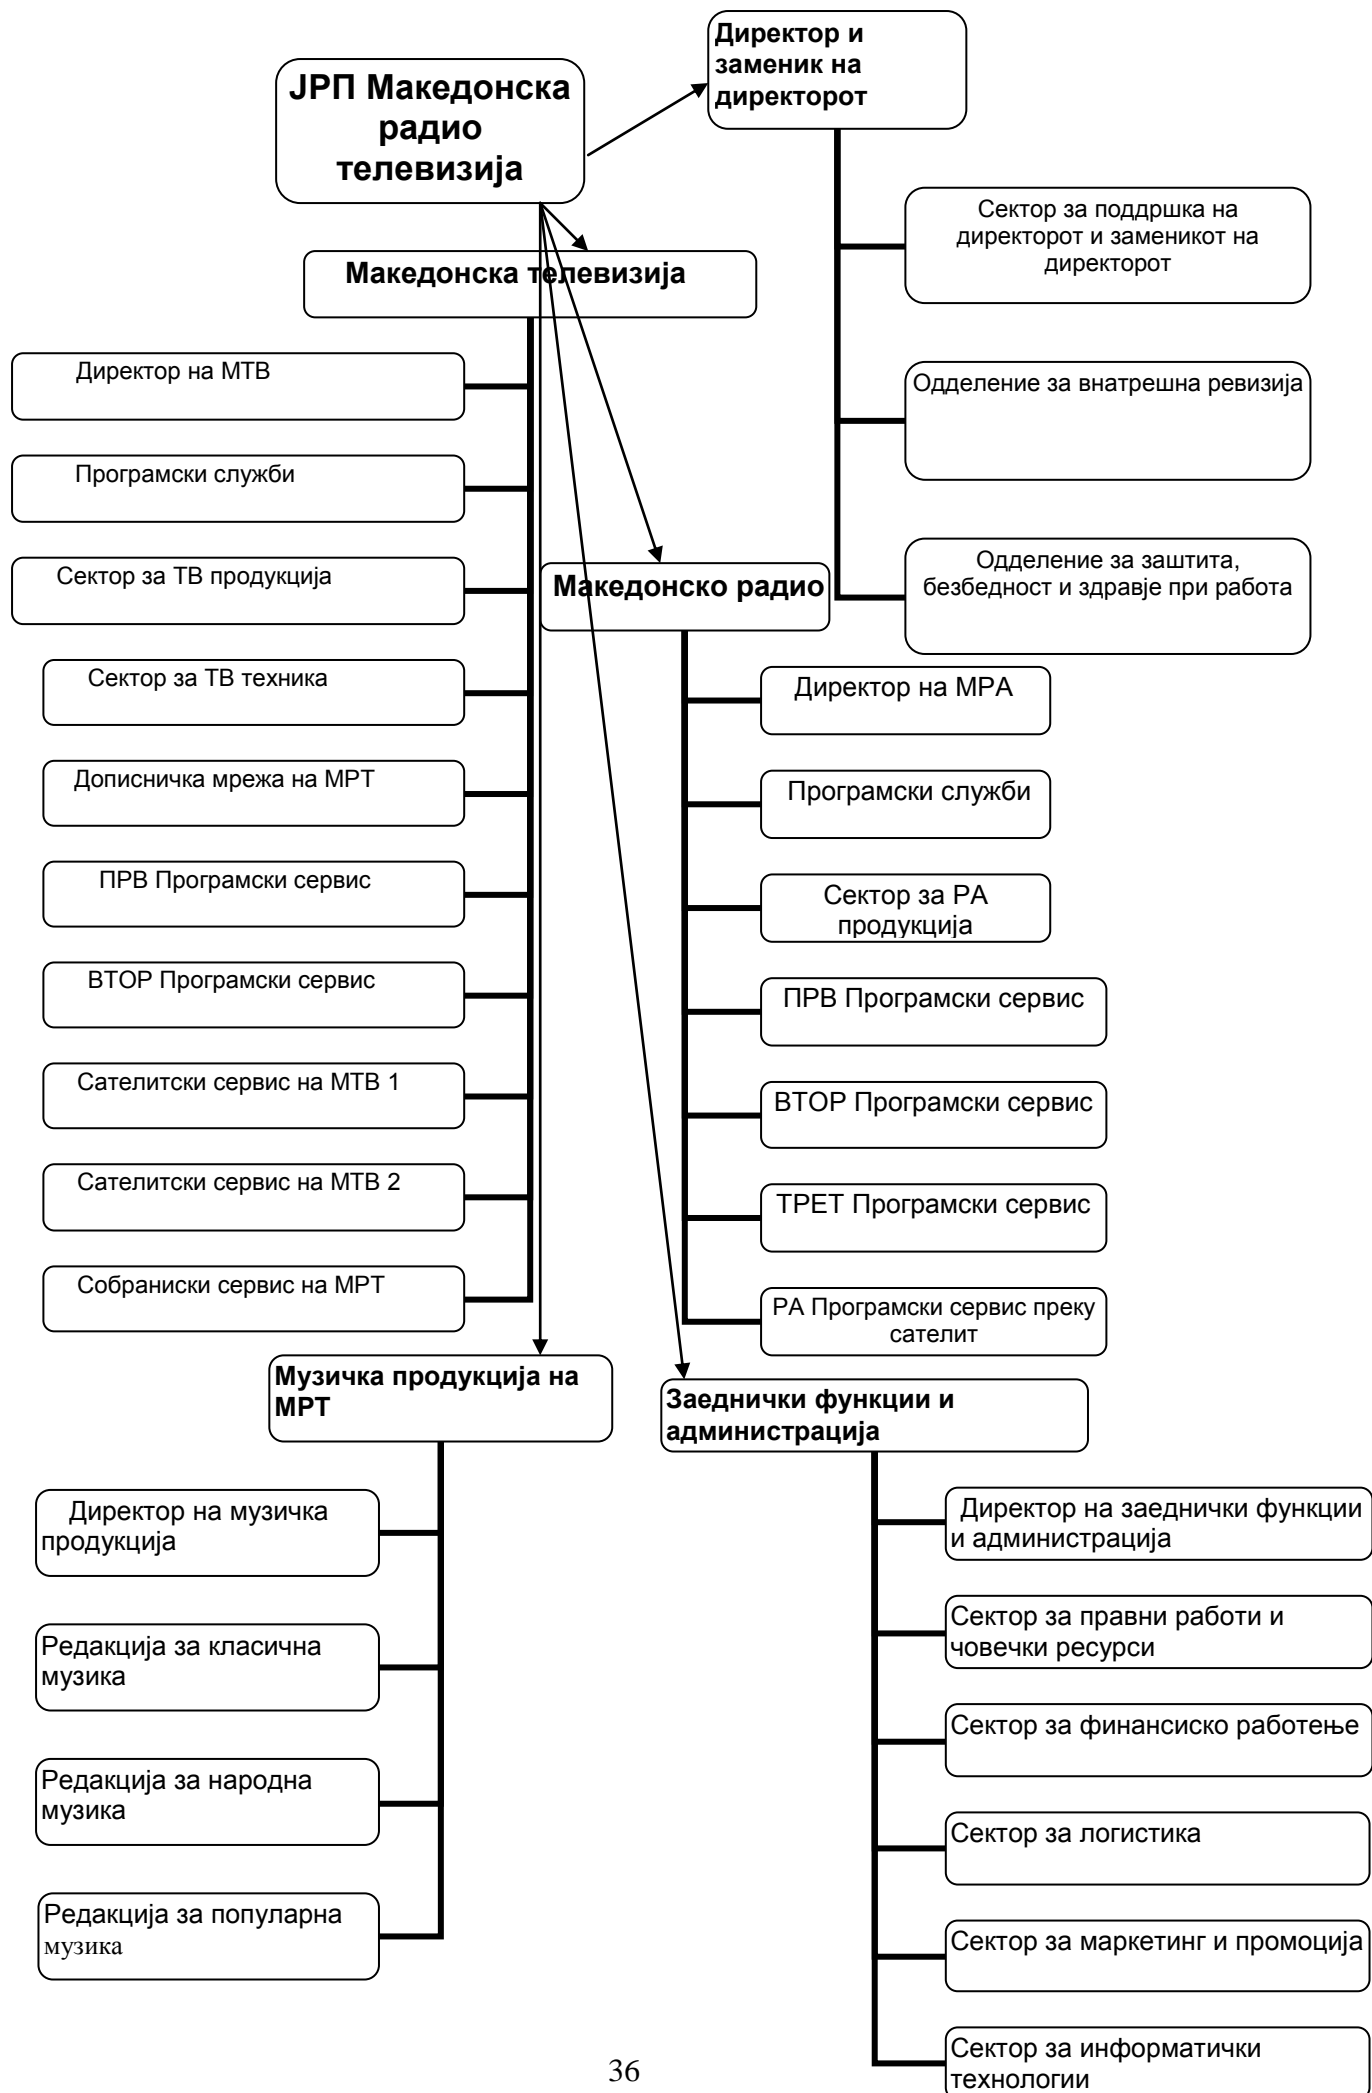 Директор и
заменик на
директорот
ЈРП Македонска
радио
телевизија
Сектор за поддршка на
директорот и заменикот на
директорот
Одделение за внатрешна ревизија
Одделение за заштита,
безбедност и здравје при работа
Македонска телевизија
Директор на МТВ
Програмски служби
Сектор за ТВ продукција
Сектор за ТВ техника
Дописничка мрежа на МРТ
ПРВ Програмски сервис
ВТОР Програмски сервис
Сателитски сервис на МТВ 1
Сателитски сервис на МТВ 2
Собраниски сервис на МРТ
Македонско радио
Директор на МРА
Програмски служби
Сектор за РА
продукција
ПРВ Програмски сервис
ВТОР Програмски сервис
ТРЕТ Програмски сервис
РА Програмски сервис преку
сателит
Музичка продукција на
МРТ
Директор на музичка
продукција
Редакција за класична
музика
Редакција за народна
музика
Редакција за популарна
музика
Заеднички функции и
администрација
Директор на заеднички функции
и администрација
Сектор за правни работи и
човечки ресурси
Сектор за финансиско работење
Сектор за логистика
Сектор за маркетинг и промоција
Сектор за информатички
технологии
36